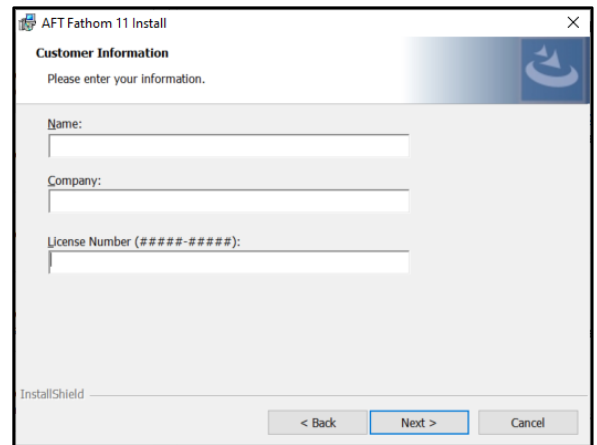 AFT Fathom 11 Install
Customer Information
Please enter your information.
Name:
Company:
License Number (#####-#####):
InstallShield
< Back Next > Cancel